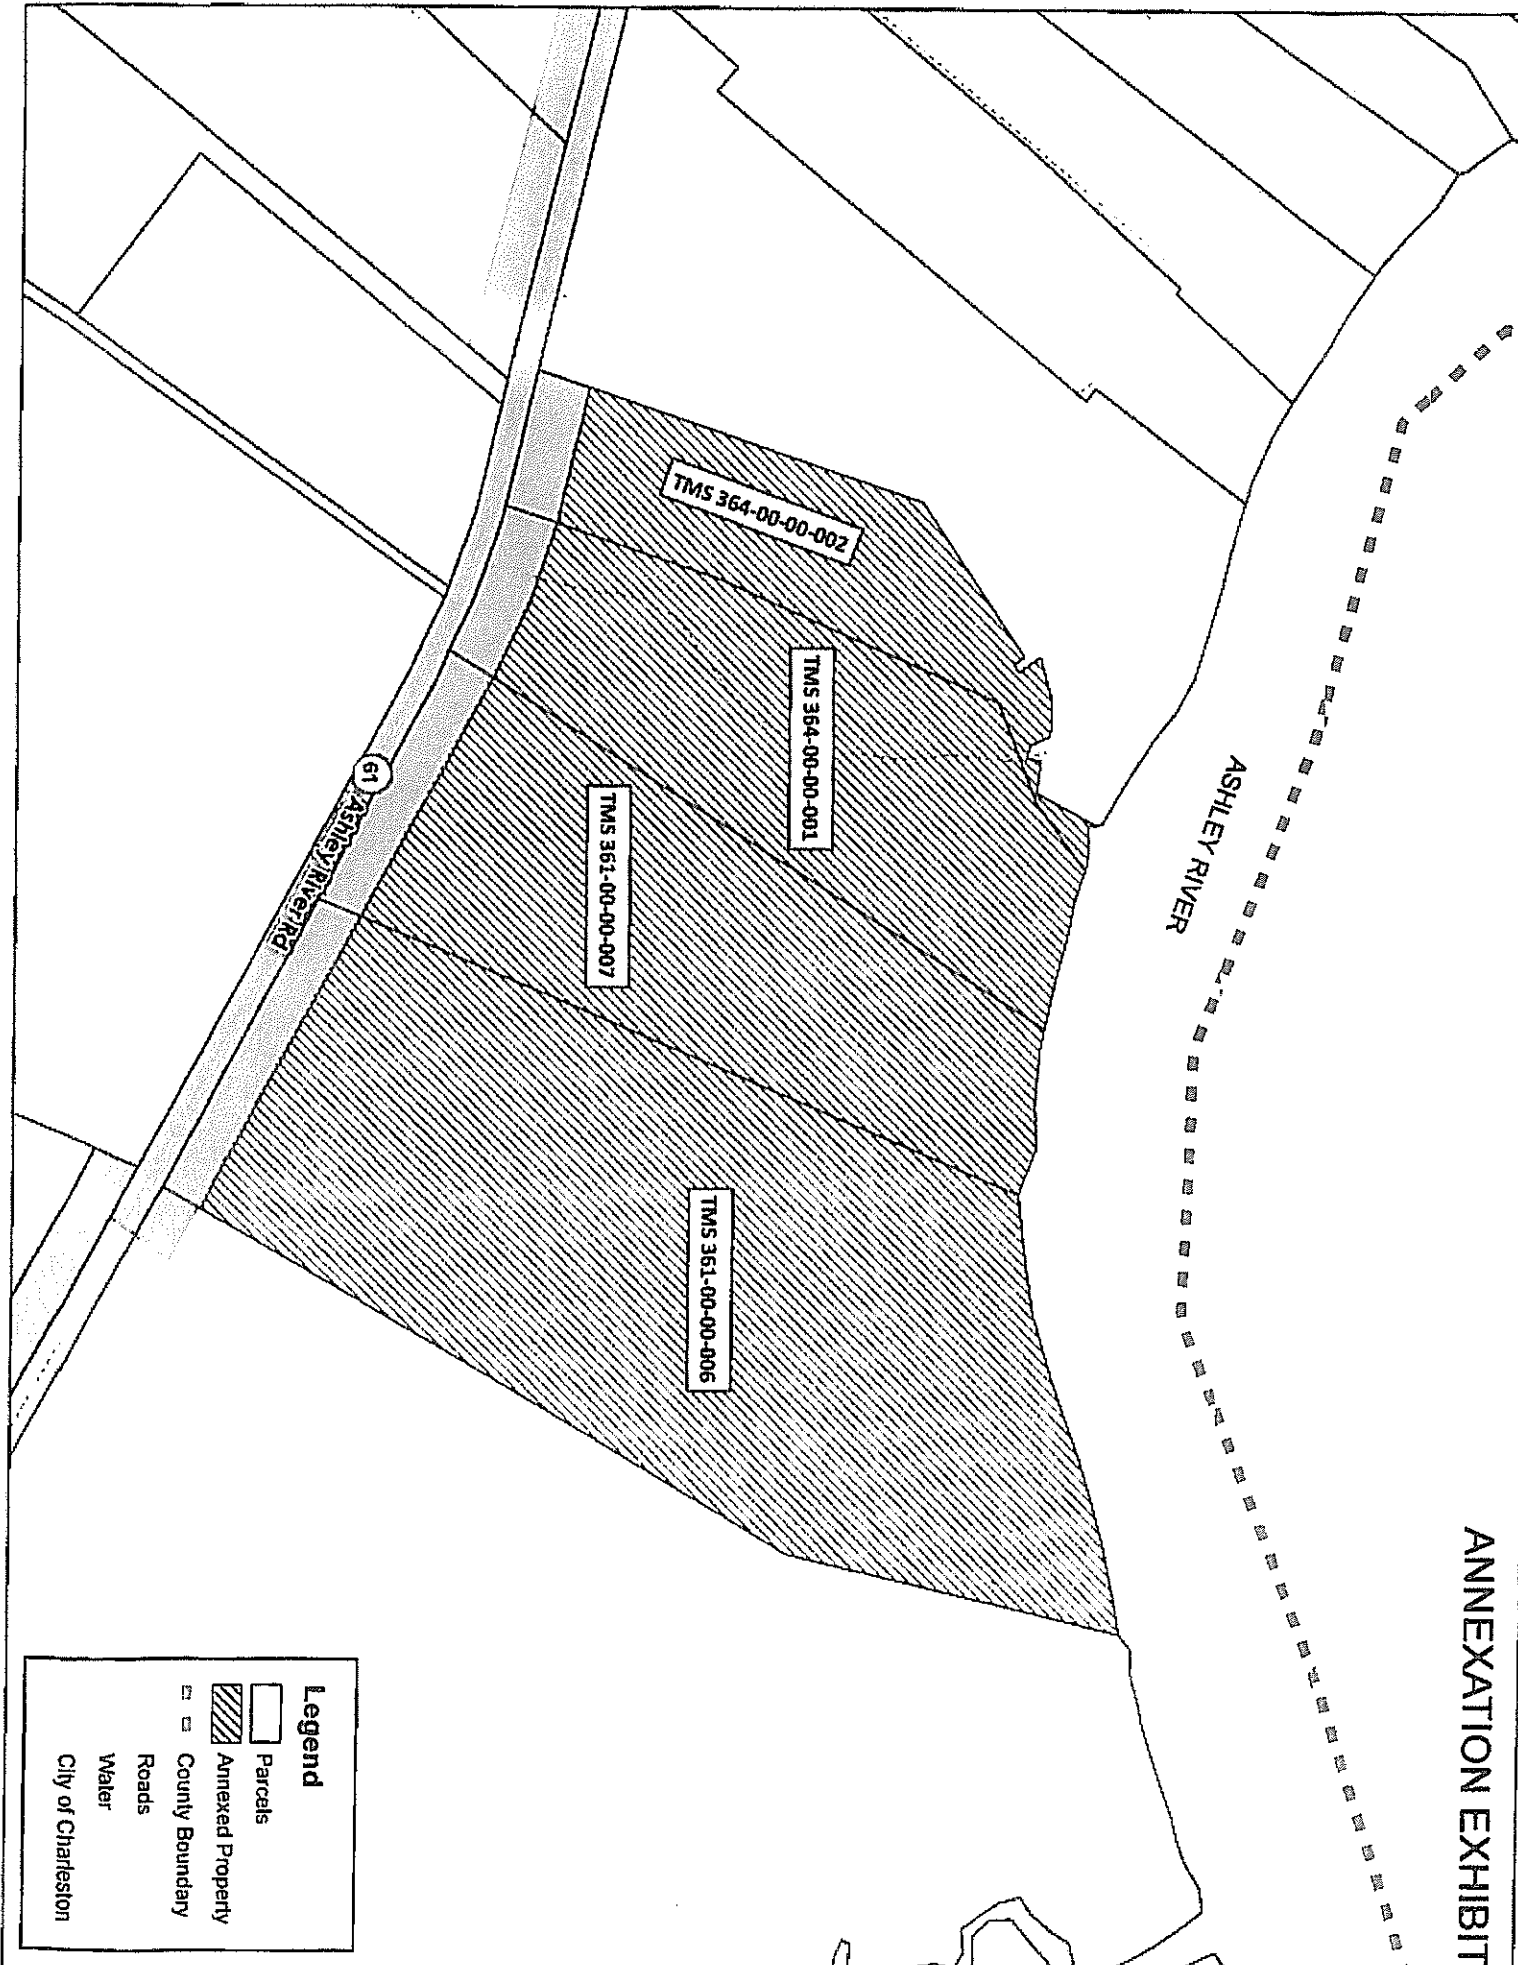 ANNEXATION EXHIBIT
ASHLEY RIVER
TMS 364-00-00-002
TMS 364-00-00-001
TMS 361-00-00-007
TMS 361-00-00-006
61
Ashley River Rd
Legend
Parcels
Annexed Property
County Boundary
Roads
Water
City of Charleston